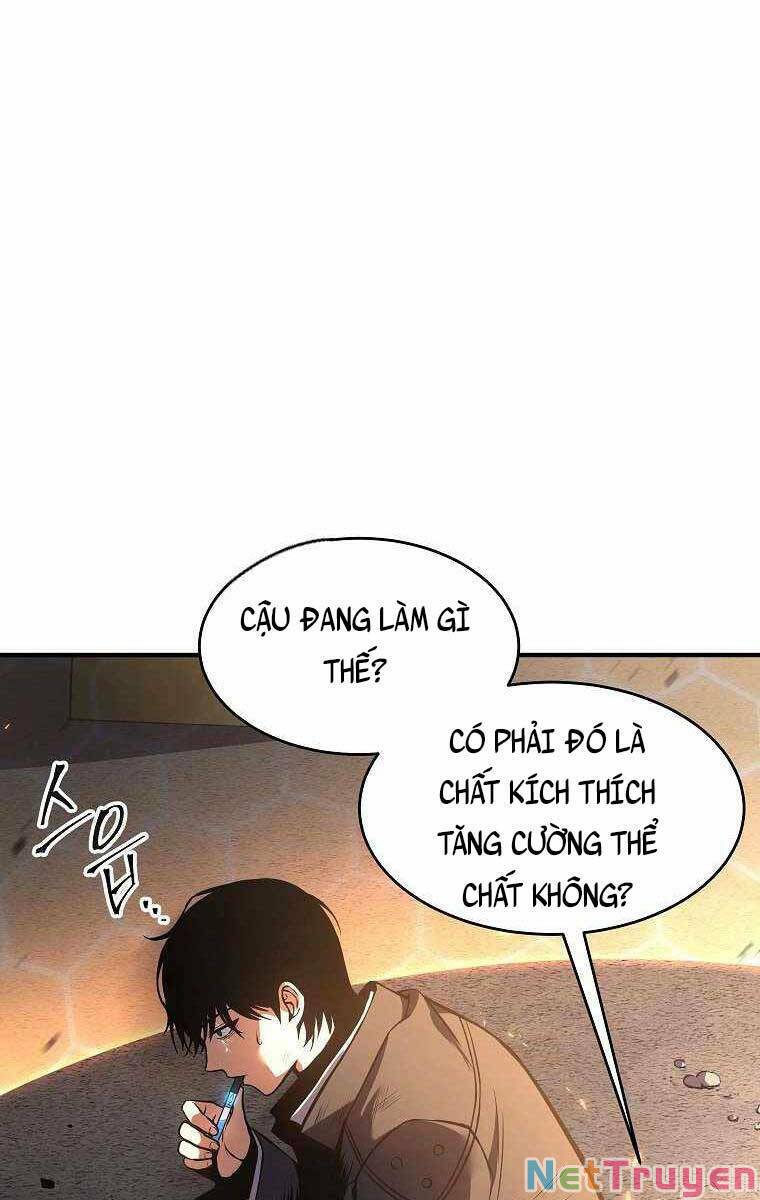 CẬU ĐANG LÀM GÌ
THẾ?
CÓ PHẢI ĐÓ LÀ
CHẤT KÍCH THÍCH
TĂNG CƯỜNG THỂ
CHẤT KHÔNG?
스읍...
NetTruyen